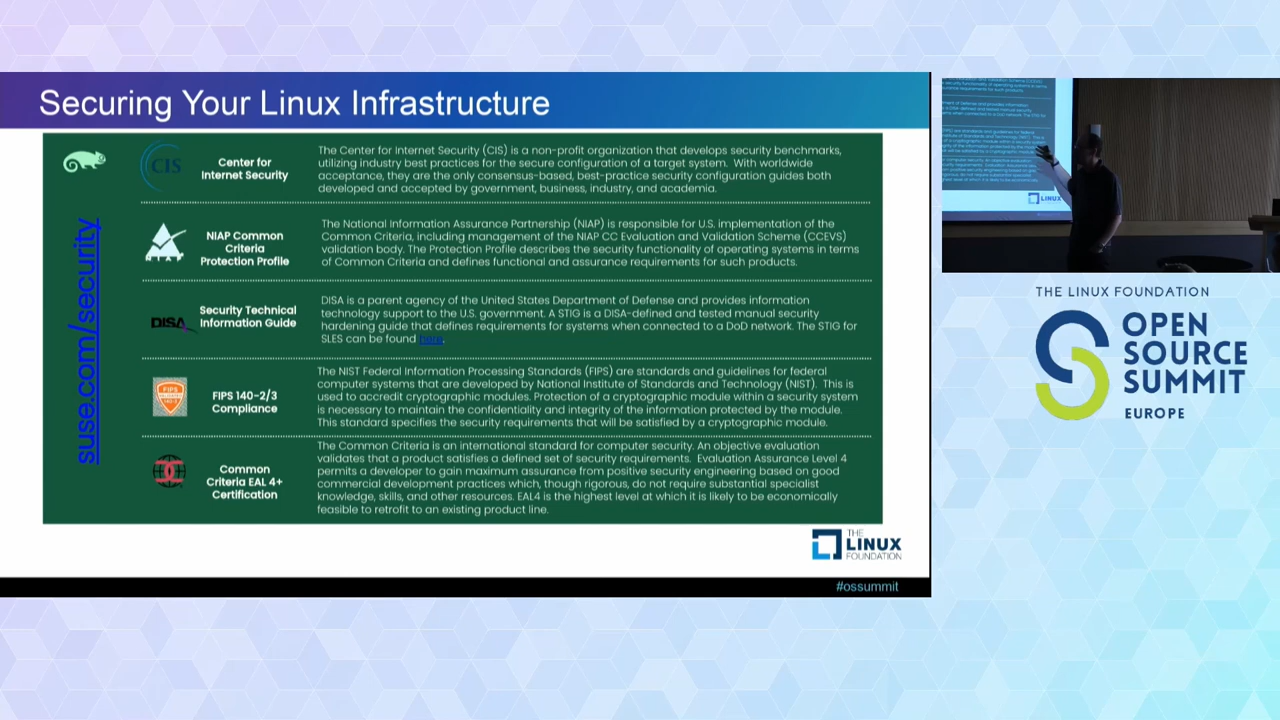 Securing Your Linux Infrastructure
suse.com/security
CIS
Center for
Internet Security
The Center for Internet Security (CIS) is a non-profit organization that develops security benchmarks,
utilizing industry best practices for the secure configuration of a target system. With worldwide
acceptance, they are the only consensus-based, best-practice security configuration guides both
developed and accepted by government, business, industry, and academia.
NIAP
NIAP Common
Criteria
Protection Profile
The National Information Assurance Partnership (NIAP) is responsible for U.S. implementation of the
Common Criteria, including management of the NIAP CC Evaluation and Validation Scheme (CCEVS)
validation body. The Protection Profile describes the security functionality of operating systems in terms
of Common Criteria and defines functional and assurance requirements for such products.
DISA
Security Technical
Information Guide
DISA is a parent agency of the United States Department of Defense and provides information
technology support to the U.S. government. A STIG is a DISA-defined and tested manual security
hardening guide that defines requirements for systems when connected to a DoD network. The STIG for
SLES can be found here.
FIPS
FIPS 140-2/3
Compliance
The NIST Federal Information Processing Standards (FIPS) are standards and guidelines for federal
computer systems that are developed by National Institute of Standards and Technology (NIST). This is
used to accredit cryptographic modules. Protection of a cryptographic module within a security system
is necessary to maintain the confidentiality and integrity of the information protected by the module.
This standard specifies the security requirements that will be satisfied by a cryptographic module.
Common
Criteria EAL 4+
Certification
The Common Criteria is an international standard for computer security. An objective evaluation
validates that a product satisfies a defined set of security requirements. Evaluation Assurance Level 4
permits a developer to gain maximum assurance from positive security engineering based on good
commercial development practices which, though rigorous, do not require substantial specialist
knowledge, skills, and other resources. EAL4 is the highest level at which it is likely to be economically
feasible to retrofit to an existing product line.
THE
LINUX
FOUNDATION
#ossummit
LINUX
THE LINUX FOUNDATION
OPEN
SOURCE
SUMMIT
EUROPE